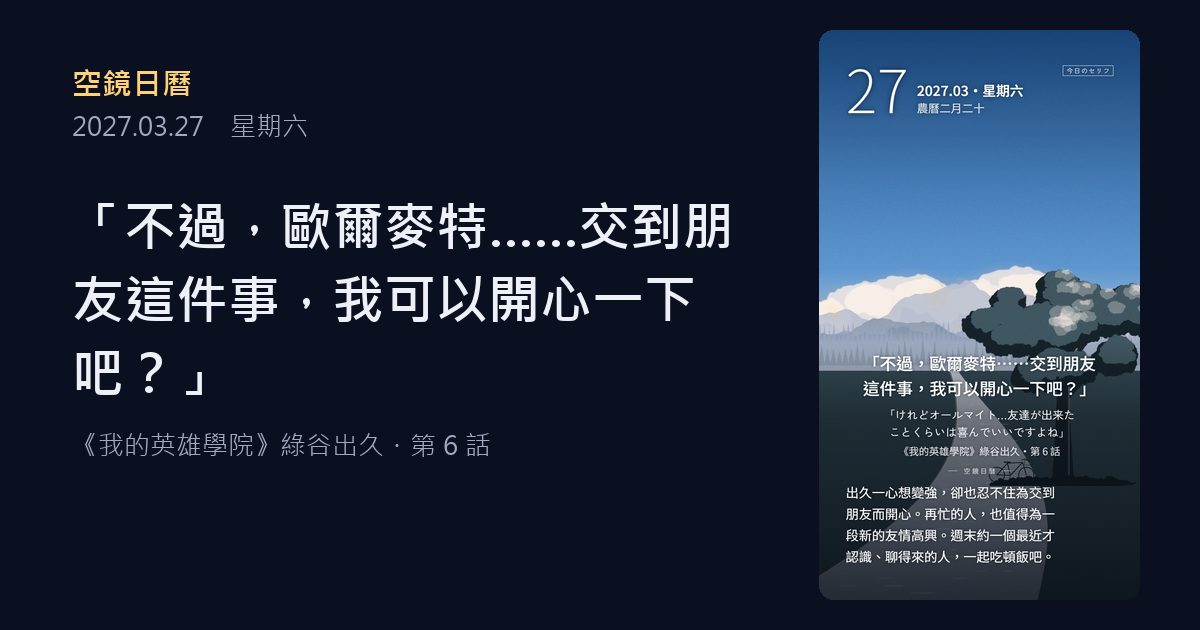 空鏡日曆
2027.03.27 星期六
「不過，歐爾麥特……交到朋
友這件事，我可以開心一下
吧？」
《我的英雄學院》綠谷出久．第 6 話
27
2027.03・星期六
農曆二月二十
今日のセリフ
「不過，歐爾麥特……交到朋友
這件事，我可以開心一下吧？」
「けれどオールマイト…友達が出来た
ことくらいは喜んでいいですよね」
《我的英雄學院》綠谷出久・第 6 話
— 空鏡日曆
出久一心想變強，卻也忍不住為交到
朋友而開心。再忙的人，也值得為一
段新的友情高興。週末約一個最近才
認識、聊得來的人，一起吃頓飯吧。